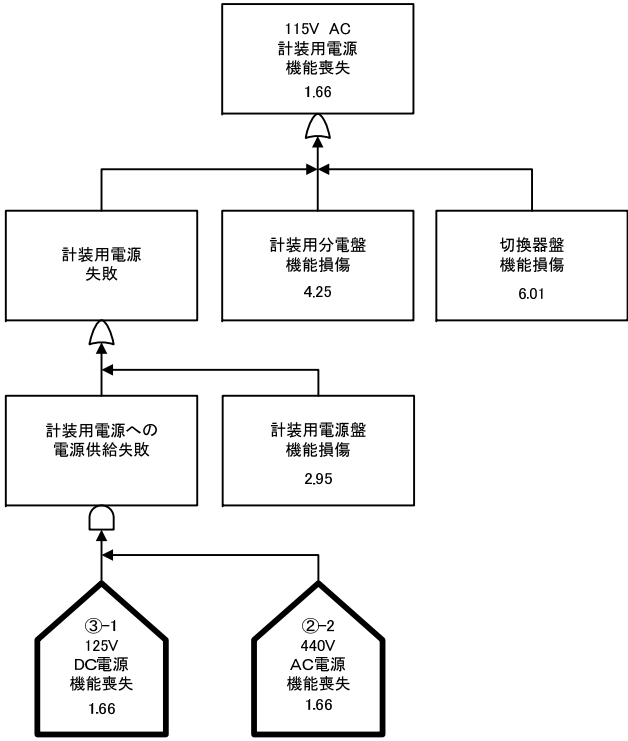 115V AC
計装用電源
機能喪失
1.66
計装用電源
失敗
計装用分電盤
機能損傷
4.25
切換器盤
機能損傷
6.01
計装用電源への
電源供給失敗
計装用電源盤
機能損傷
2.95
③-1
125V
DC電源
機能喪失
1.66
②-2
440V
AC電源
機能喪失
1.66